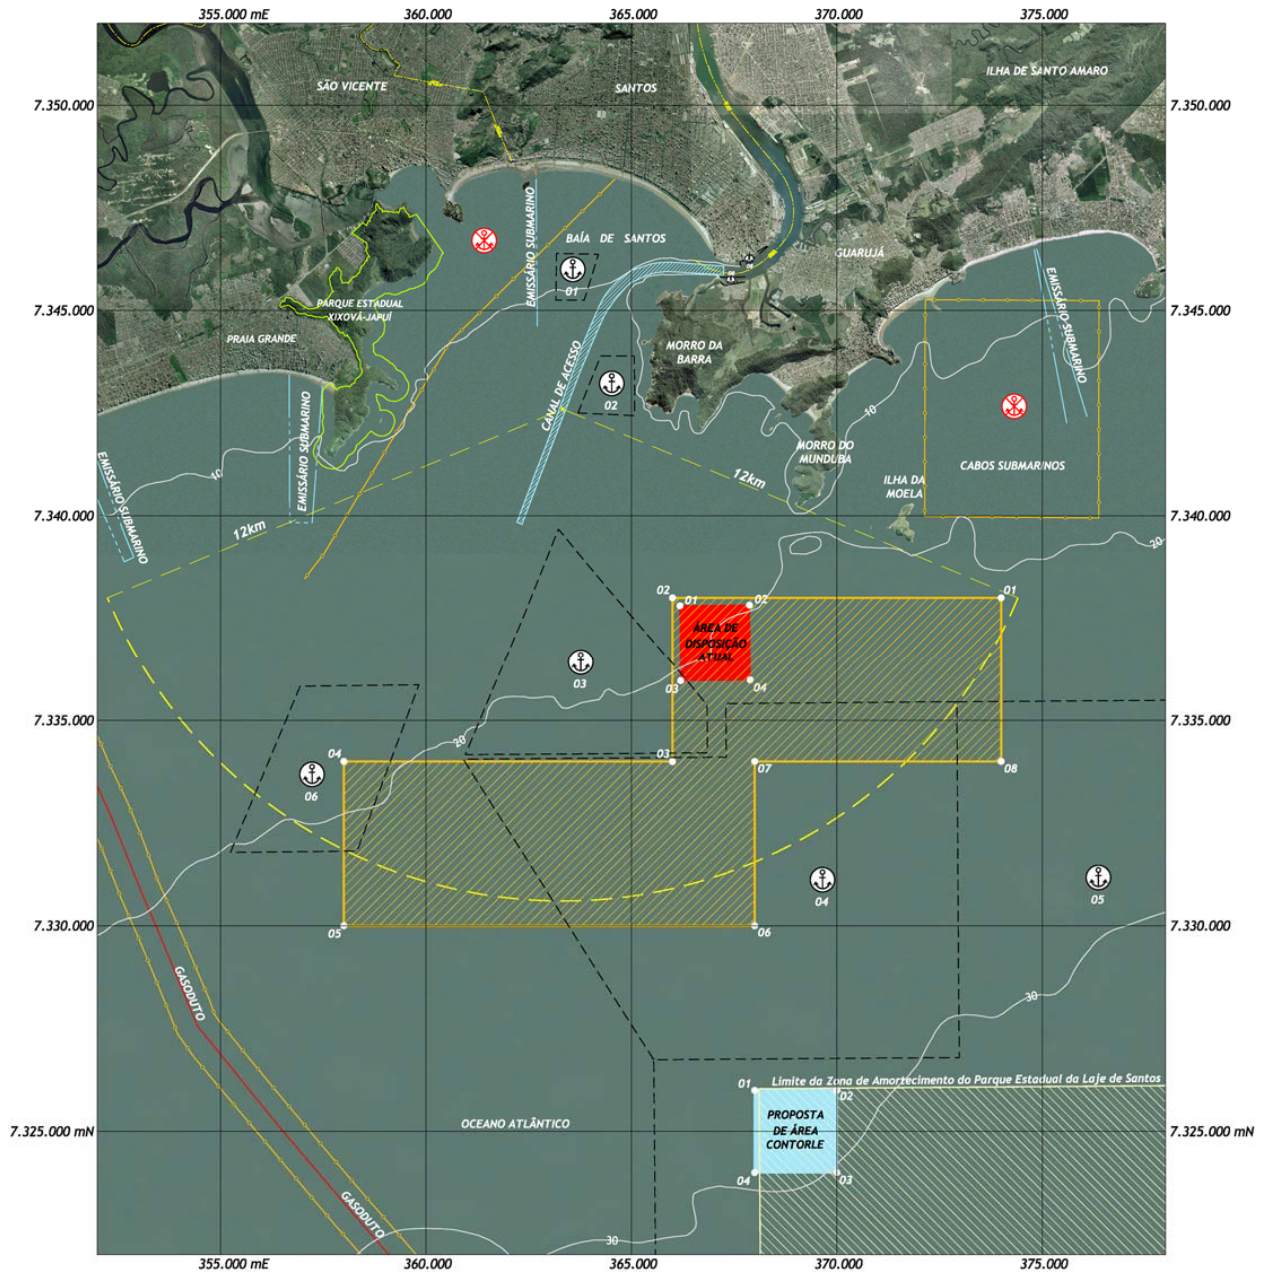 355.000 mE
360.000
365.000
370.000
375.000
ILHA DE SANTO AMARO
SÃO VICENTE
SANTOS
7.350.000
7.350.000
EMISSÁRIO SUBMARINO
BAÍA DE SANTOS
GUARUJÁ
01
PARQUE ESTADUAL
XIXOVÁ-JAPUÍ
EMISSÁRIO SUBMARINO
7.345.000
7.345.000
PRAIA GRANDE
MORRO DA
BARRA
CANAL DE ACESSO
02
10
EMISSÁRIO SUBMARINO
MORRO DO
MUNDUBA
CABOS SUBMARINOS
10
12km
12km
ILHA DA
MOELA
EMISSÁRIO SUBMARINO
7.340.000
7.340.000
20
02
01
02
01
ÁREA DE
DISPOSIÇÃO
ATUAL
03
03
04
7.335.000
7.335.000
20
04
03
07
08
06
04
05
7.330.000
7.330.000
05
06
GASODUTO
30
Limite da Zona de Amortecimento do Parque Estadual da Laje de Santos
01
02
PROPOSTA
DE ÁREA
CONTORLE
OCEANO ATLÂNTICO
7.325.000 mN
7.325.000 mN
04
03
GASODUTO
30
355.000 mE
360.000
365.000
370.000
375.000